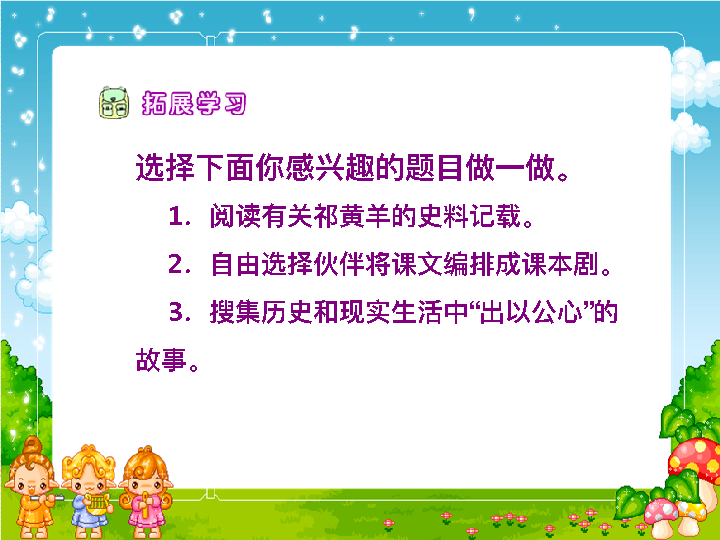 拓展学习
选择下面你感兴趣的题目做一做。
1. 阅读有关祁黄羊的史料记载。
2. 自由选择伙伴将课文编排成课本剧。
3. 搜集历史和现实生活中“出以公心”的
故事。